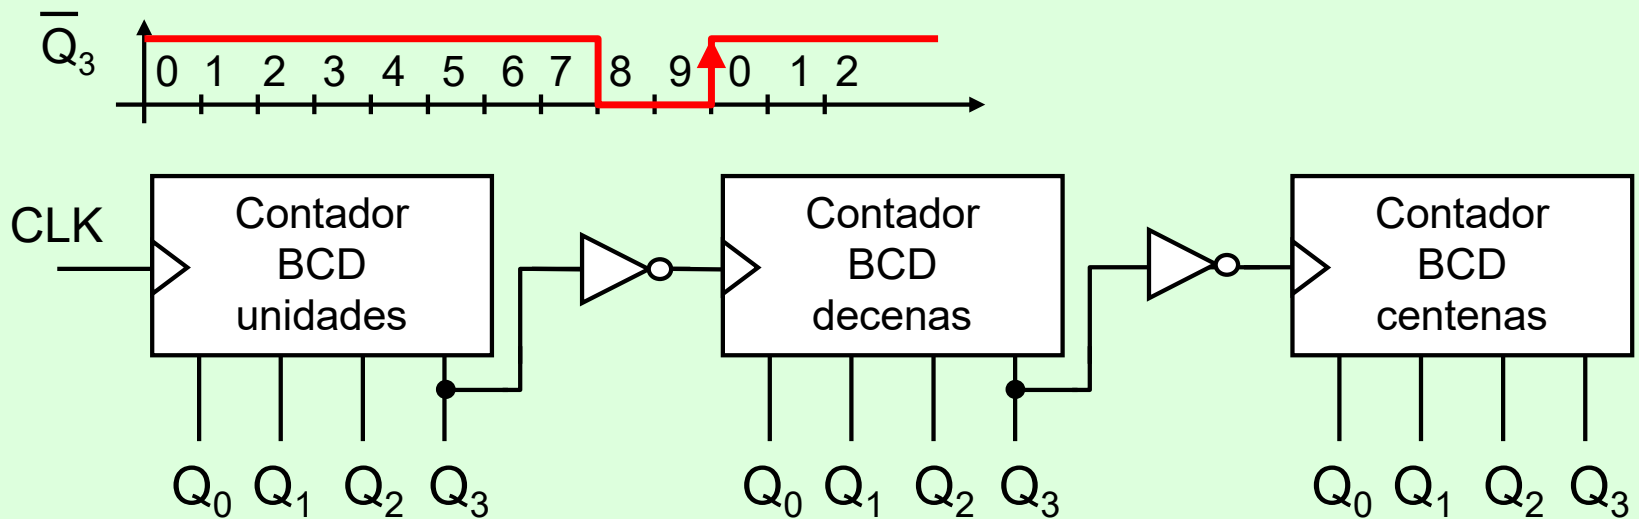 Q̅₃
0 1 2 3 4 5 6 7 8 9 0 1 2
CLK
Contador
BCD
unidades
Contador
BCD
decenas
Contador
BCD
centenas
Q₀ Q₁ Q₂ Q₃
Q₀ Q₁ Q₂ Q₃
Q₀ Q₁ Q₂ Q₃